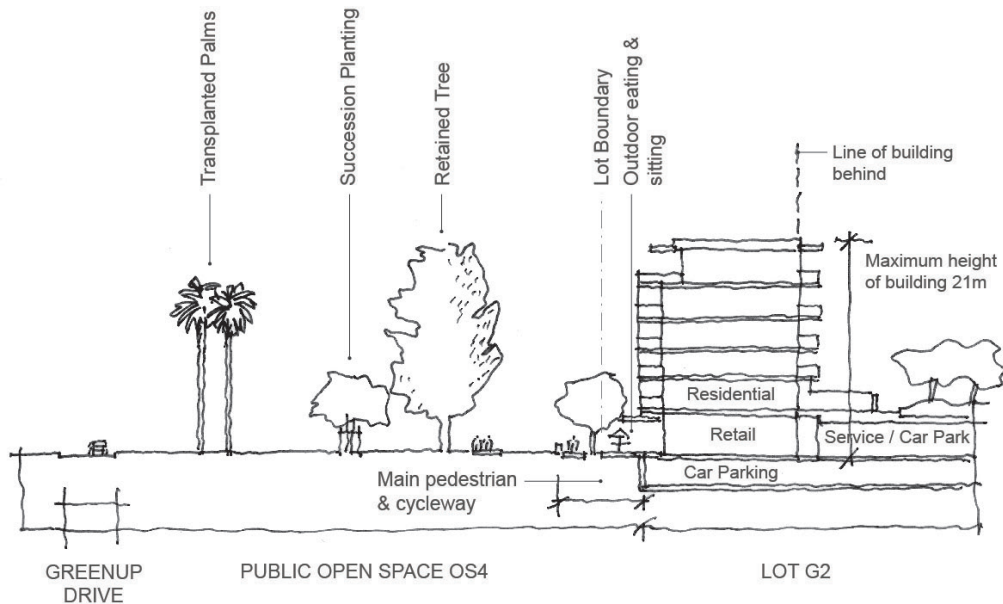 Transplanted Palms
Succession Planting
Retained Tree
Lot Boundary
Outdoor eating &
sitting
Line of building
behind
Maximum height
of building 21m
Residential
Retail
Service / Car Park
Car Parking
Main pedestrian
& cycleway
GREENUP
DRIVE
PUBLIC OPEN SPACE OS4
LOT G2